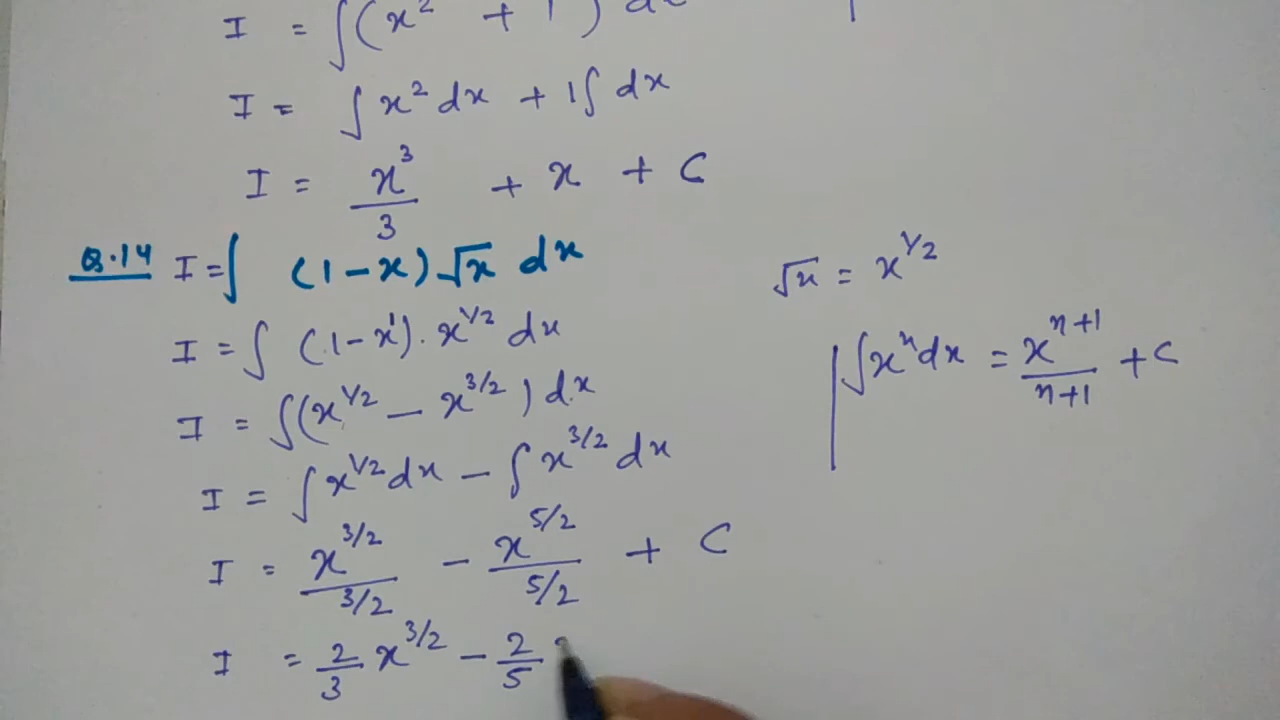 I = ∫(x² + 1) dx
I = ∫ x² dx + 1∫ dx
I = x³/3 + x + C
Q.14 I = ∫ (1-x) √x dx
√x = x^1/2
I = ∫ (1-x¹). x^1/2 dx
∫x^n dx = x^(n+1)/(n+1) + C
I = ∫(x^1/2 - x^3/2) dx
I = ∫ x^1/2 dx - ∫ x^3/2 dx
I = x^3/2/(3/2) - x^5/2/(5/2) + C
I = 2/3 x^3/2 - 2/5